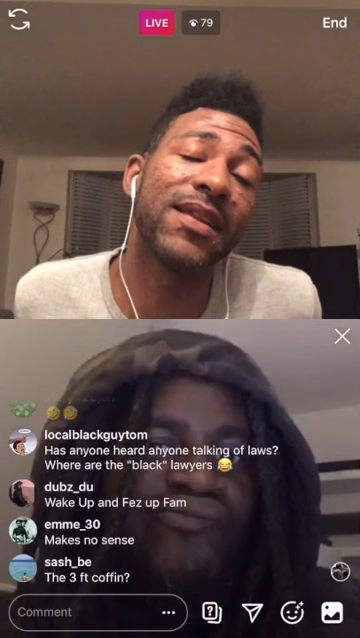 LIVE
79
End
localblackguytom
Has anyone heard anyone talking of laws?
Where are the "black" lawyers 😂
dubz_du
Wake Up and Fez up Fam
emme_30
Makes no sense
sash_be
The 3 ft coffin?
Comment